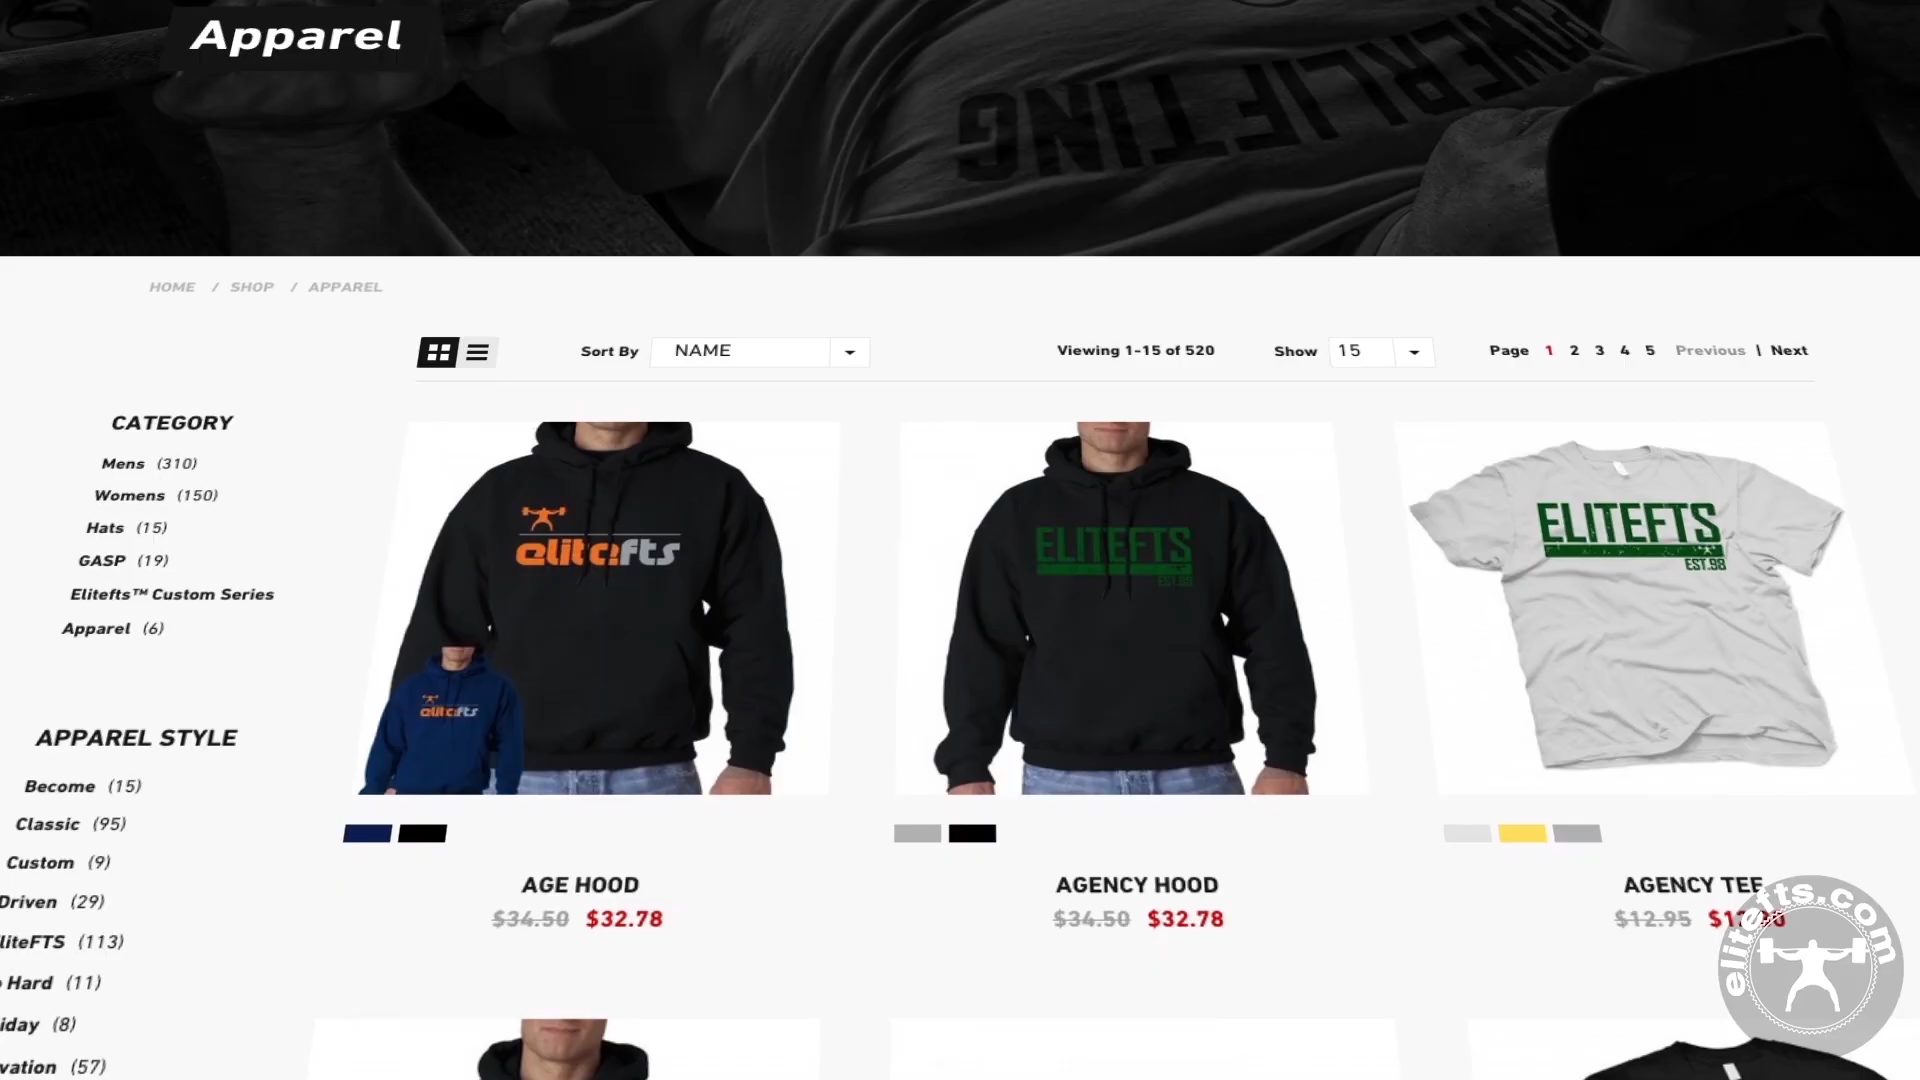 Apparel
POWERLIFTING
HOME / SHOP / APPAREL
Sort By NAME
Viewing 1-15 of 520
Show 15
Page 1 2 3 4 5 Previous | Next
CATEGORY
Mens (310)
Womens (150)
Hats (15)
GASP (19)
Elitefts™ Custom Series
Apparel (6)
APPAREL STYLE
Become (15)
Classic (95)
Custom (9)
Driven (29)
liteFTS (113)
Hard (11)
iday (8)
vation (57)
elitefts
elitefts
ELITEFTS
EST.98
ELITEFTS
EST.98
AGE HOOD
$34.50 $32.78
AGENCY HOOD
$34.50 $32.78
AGENCY TEE
$12.95
elitefts.com